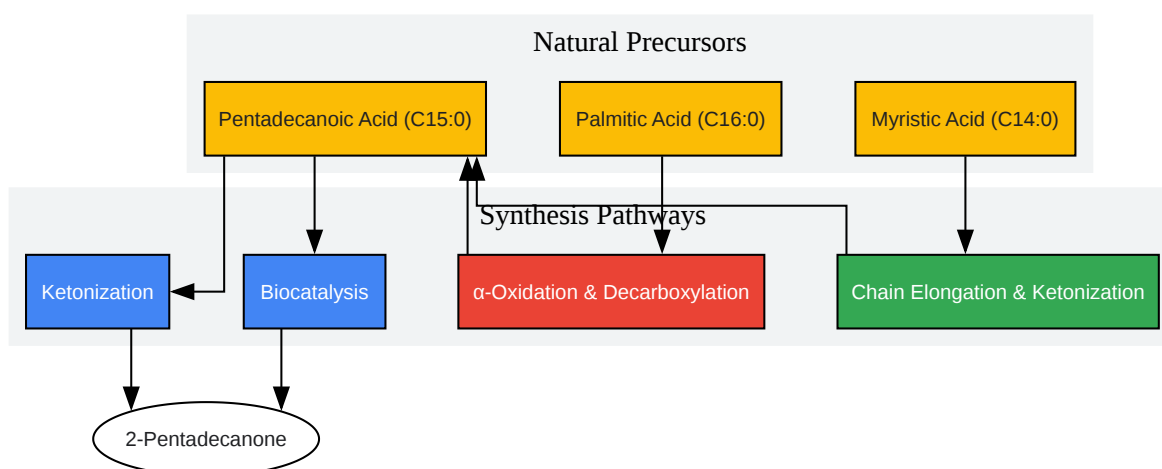 Natural Precursors
Pentadecanoic Acid (C15:0)
Palmitic Acid (C16:0)
Myristic Acid (C14:0)
Synthesis Pathways
Ketonization
Biocatalysis
α-Oxidation & Decarboxylation
Chain Elongation & Ketonization
2-Pentadecanone